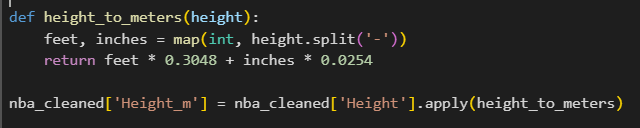 def height_to_meters(height):
    feet, inches = map(int, height.split('-'))
    return feet * 0.3048 + inches * 0.0254
nba_cleaned['Height_m'] = nba_cleaned['Height'].apply(height_to_meters)